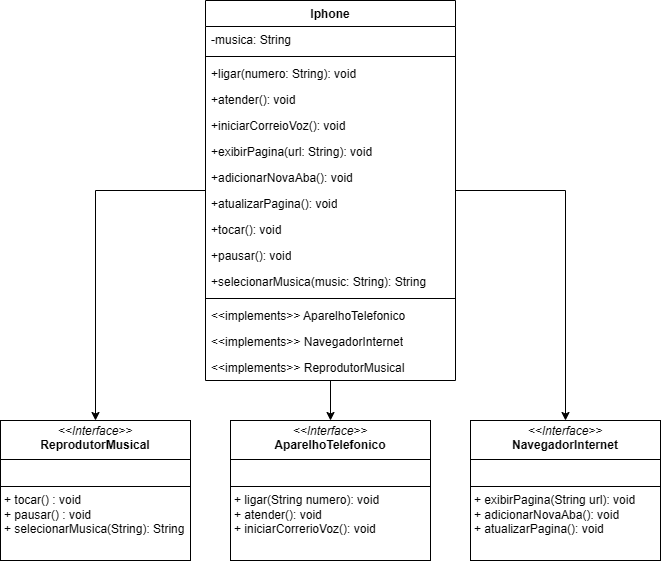 Iphone
-musica: String
+ligar(numero: String): void
+atender(): void
+iniciarCorreioVoz(): void
+exibirPagina(url: String): void
+adicionarNovaAba(): void
+atualizarPagina(): void
+tocar(): void
+pausar(): void
+selecionarMusica(music: String): String
<<implements>> AparelhoTelefonico
<<implements>> NavegadorInternet
<<implements>> ReprodutorMusical
<<Interface>>
ReprodutorMusical
+ tocar() : void
+ pausar() : void
+ selecionarMusica(String): String
<<Interface>>
AparelhoTelefonico
+ ligar(String numero): void
+ atender(): void
+ iniciarCorrerioVoz(): void
<<Interface>>
NavegadorInternet
+ exibirPagina(String url): void
+ adicionarNovaAba(): void
+ atualizarPagina(): void